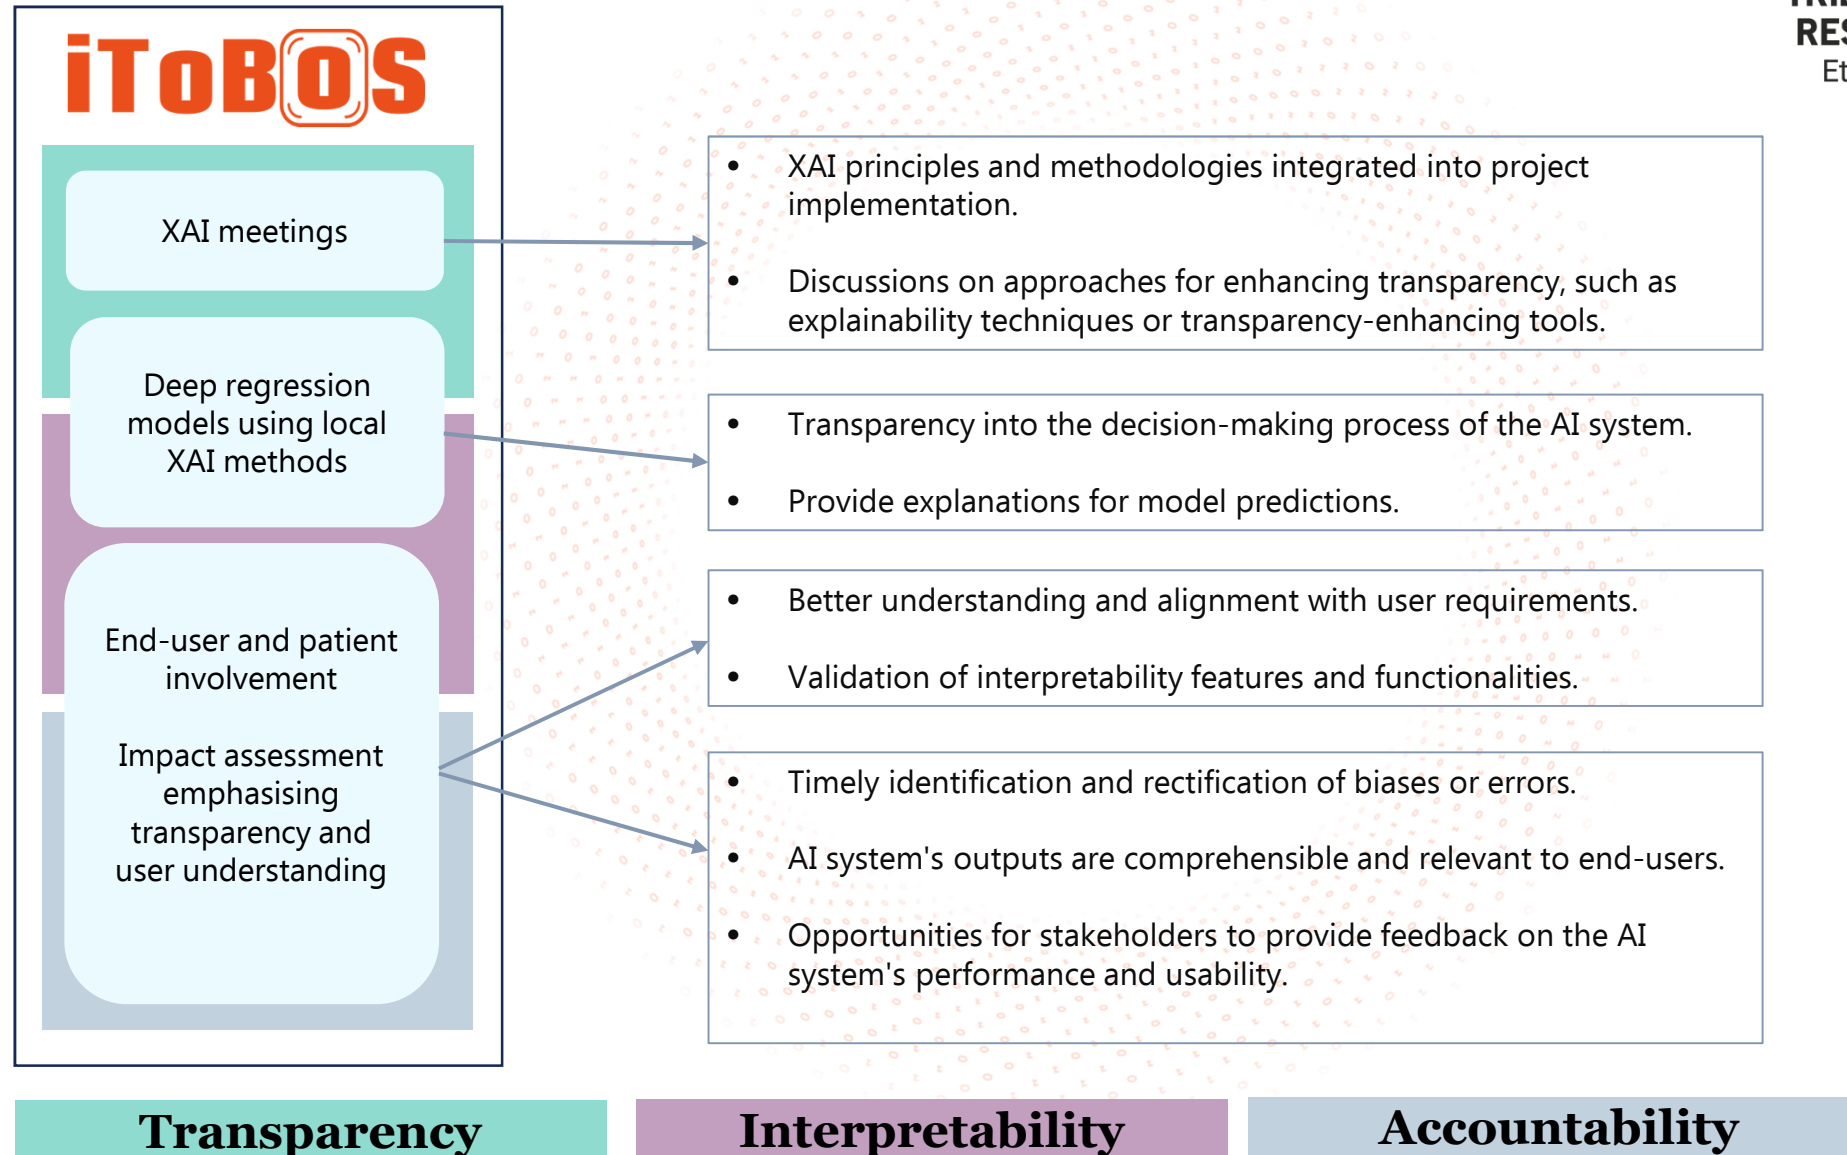 iToBOS
RES
Et
XAI meetings
• XAI principles and methodologies integrated into project
implementation.
• Discussions on approaches for enhancing transparency, such as
explainability techniques or transparency-enhancing tools.
Deep regression
models using local
XAI methods
• Transparency into the decision-making process of the AI system.
• Provide explanations for model predictions.
End-user and patient
involvement
Impact assessment
emphasising
transparency and
user understanding
• Better understanding and alignment with user requirements.
• Validation of interpretability features and functionalities.
• Timely identification and rectification of biases or errors.
• AI system's outputs are comprehensible and relevant to end-users.
• Opportunities for stakeholders to provide feedback on the AI
system's performance and usability.
Transparency
Interpretability
Accountability